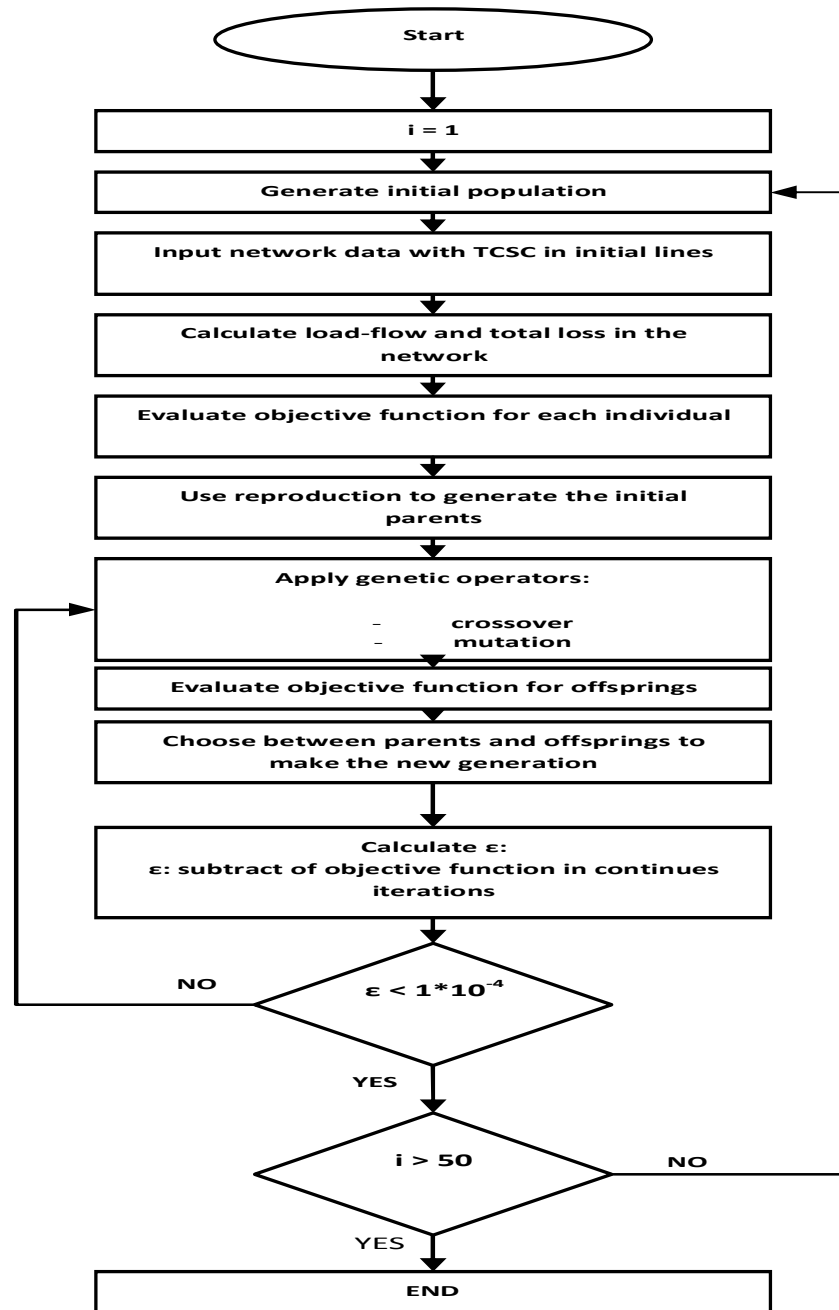 Start
i = 1
Generate initial population
Input network data with TCSC in initial lines
Calculate load-flow and total loss in the
network
Evaluate objective function for each individual
Use reproduction to generate the initial
parents
Apply genetic operators:
- crossover
- mutation
Evaluate objective function for offsprings
Choose between parents and offsprings to
make the new generation
Calculate ε:
ε: subtract of objective function in continues
iterations
NO
ε < 1*10⁻⁴
YES
i > 50
NO
YES
END